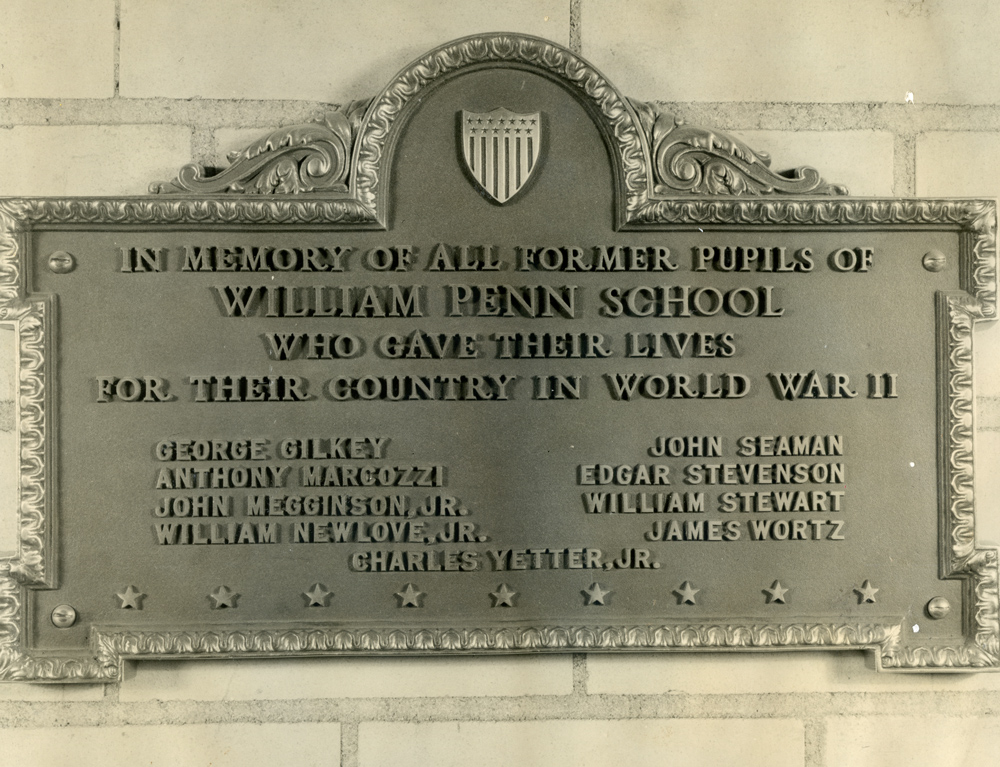 IN MEMORY OF ALL FORMER PUPILS OF
WILLIAM PENN SCHOOL
WHO GAVE THEIR LIVES
FOR THEIR COUNTRY IN WORLD WAR II
GEORGE GILKEY
ANTHONY MARCOZZI
JOHN MEGGINSON, JR.
WILLIAM NEWLOVE, JR.
JOHN SEAMAN
EDGAR STEVENSON
WILLIAM STEWART
JAMES WORTZ
CHARLES YETTER, JR.